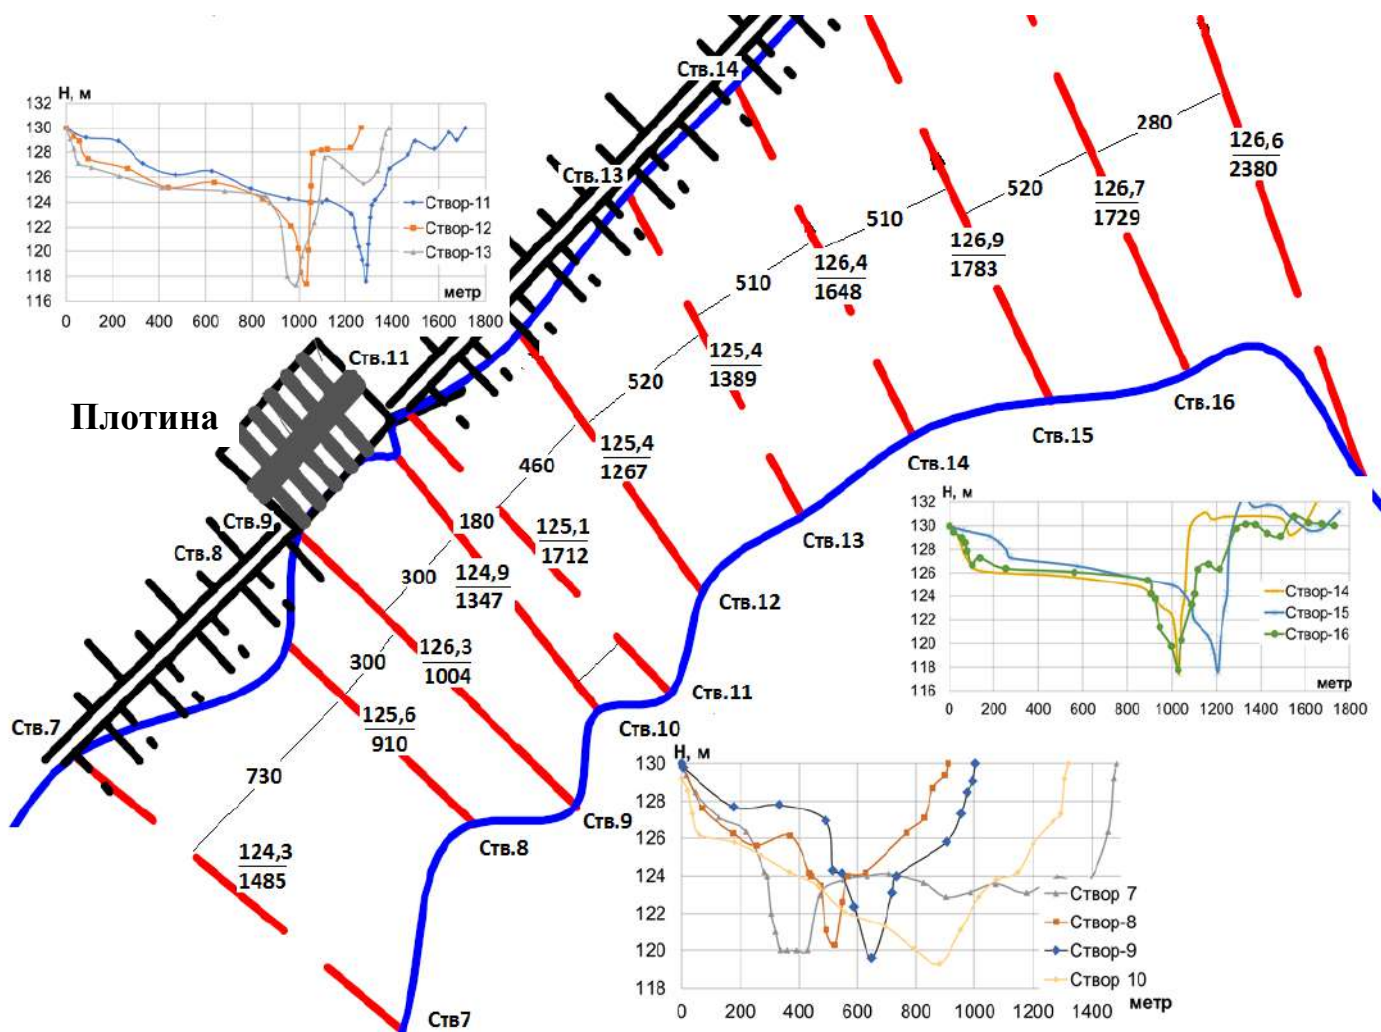 Н, м
132
130
128
126
124
122
120
118
116
Створ-11
Створ-12
Створ-13
метр
0 200 400 600 800 1000 1200 1400 1600 1800
Ств.14
Ств.13
Ств.11
Плотина
Ств.9
Ств.8
Ств.7
280
520
510
510
520
460
180
300
300
730
126,6
2380
126,7
1729
126,9
1783
126,4
1648
125,4
1389
125,4
1267
125,1
1712
124,9
1347
126,3
1004
125,6
910
124,3
1485
Ств.16
Ств.15
Ств.14
Ств.13
Ств.12
Ств.11
Ств.10
Ств.9
Ств.8
Ств7
Н, м
132
130
128
126
124
122
120
118
116
Створ-14
Створ-15
Створ-16
метр
0 200 400 600 800 1000 1200 1400 1600 1800
Н, м
130
128
126
124
122
120
118
Створ 7
Створ-8
Створ-9
Створ 10
0 200 400 600 800 1000 1200 1400
метр